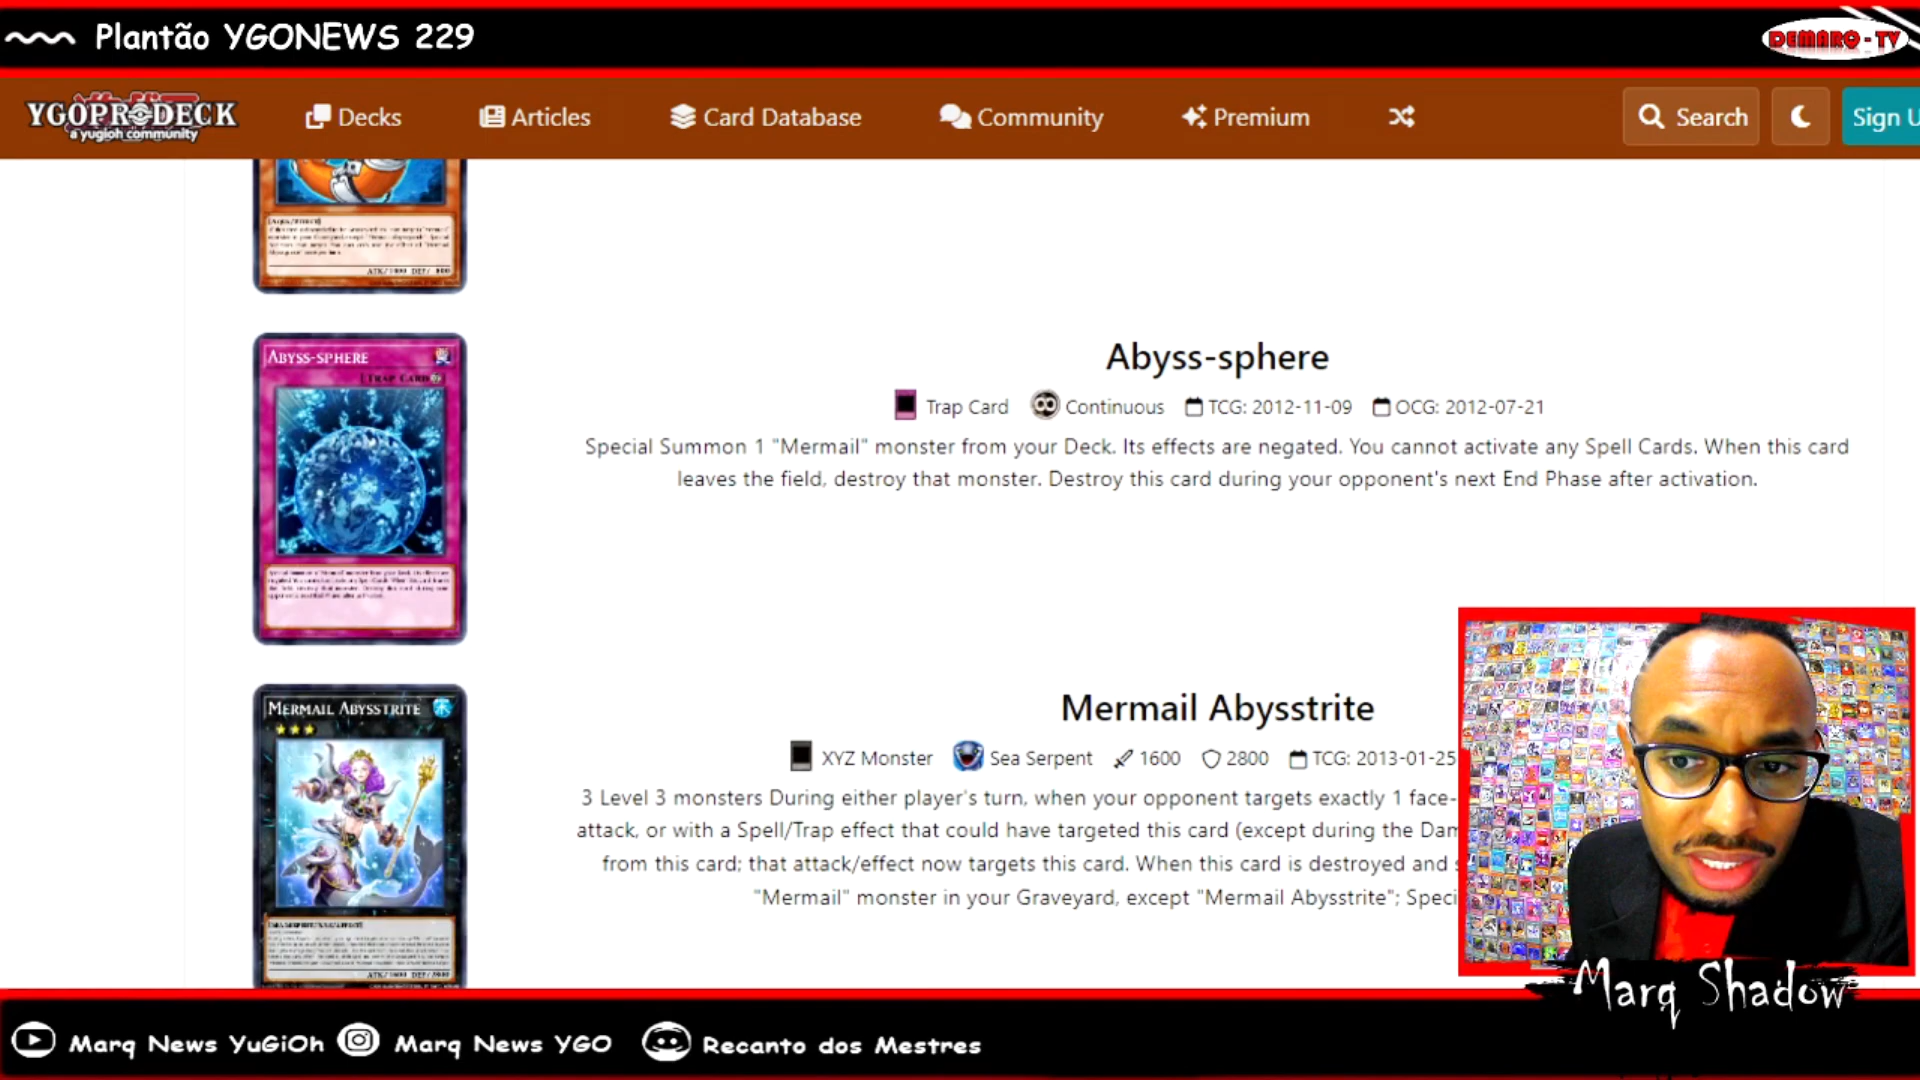 Plantão YGONEWS 229
DEMARQ-TV
YGOPRODECK
a yugioh community
Decks
Articles
Card Database
Community
Premium
Search
Sign U
Abyss-sphere
Trap Card
Abyss-sphere
Trap Card Continuous TCG: 2012-11-09 OCG: 2012-07-21
Special Summon 1 "Mermail" monster from your Deck. Its effects are negated. You cannot activate any Spell Cards. When this card
leaves the field, destroy that monster. Destroy this card during your opponent's next End Phase after activation.
Mermail Abysstrite
Mermail Abysstrite
XYZ Monster Sea Serpent 1600 2800 TCG: 2013-01-25
3 Level 3 monsters During either player's turn, when your opponent targets exactly 1 face-
attack, or with a Spell/Trap effect that could have targeted this card (except during the Dam
from this card; that attack/effect now targets this card. When this card is destroyed and s
"Mermail" monster in your Graveyard, except "Mermail Abysstrite"; Speci
Marq Shadow
Marq News YuGiOh
Marq News YGO
Recanto dos Mestres